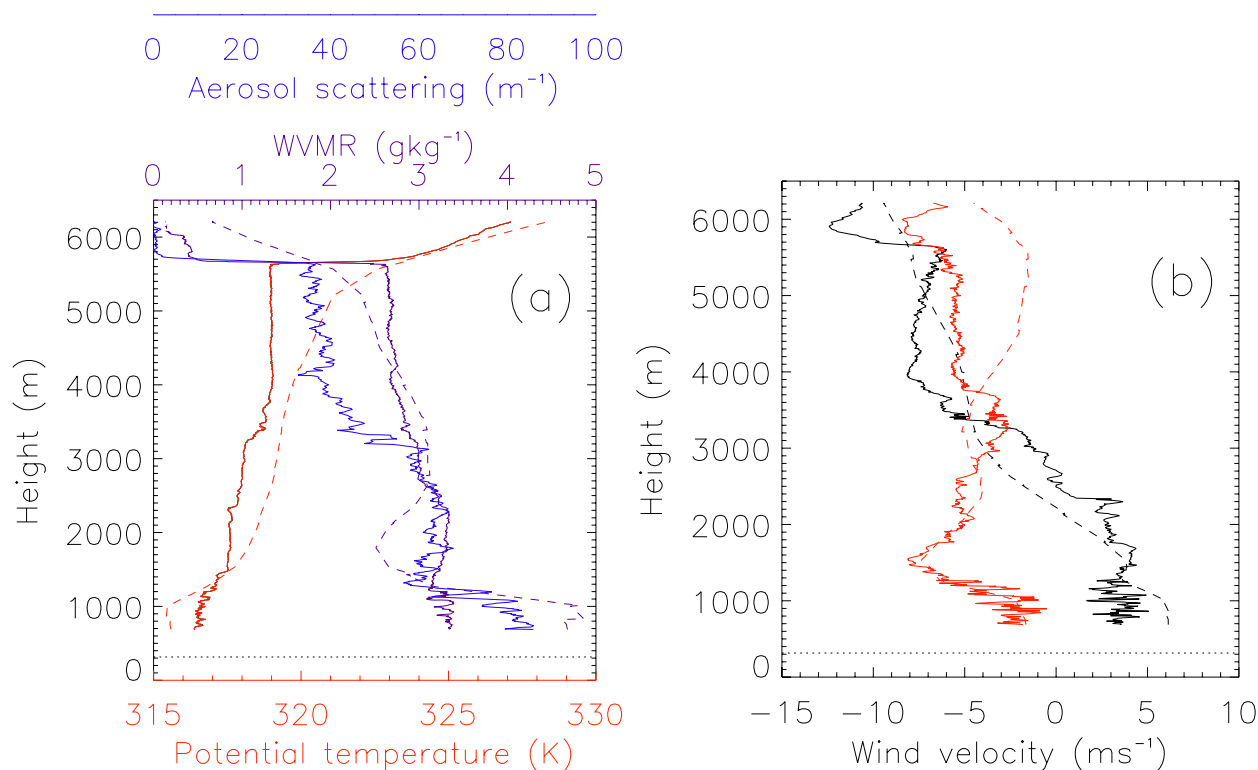 0 20 40 60 80 100
Aerosol scattering (m⁻¹)
WVMR (gkg⁻¹)
0 1 2 3 4 5
6000
5000
4000
3000
2000
1000
0
Height (m)
(a)
315 320 325 330
Potential temperature (K)
6000
5000
4000
3000
2000
1000
0
Height (m)
(b)
−15 −10 −5 0 5 10
Wind velocity (ms⁻¹)